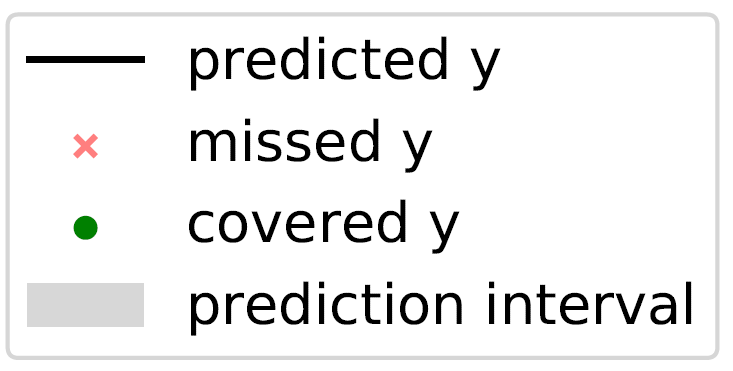 predicted y
missed y
covered y
prediction interval